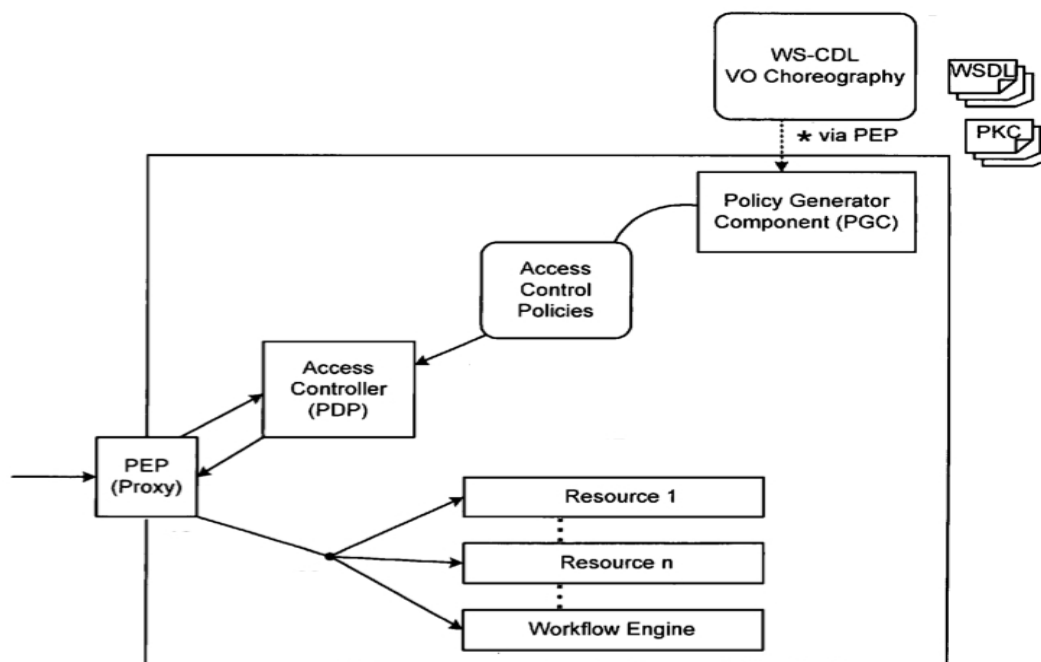 WS-CDL
VO Choreography
WSDL
* via PEP
PKC
Policy Generator
Component (PGC)
Access
Control
Policies
Access
Controller
(PDP)
PEP
(Proxy)
Resource 1
Resource n
Workflow Engine